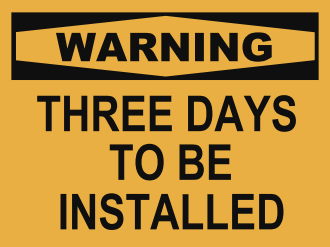 WARNING
THREE DAYS
TO BE
INSTALLED